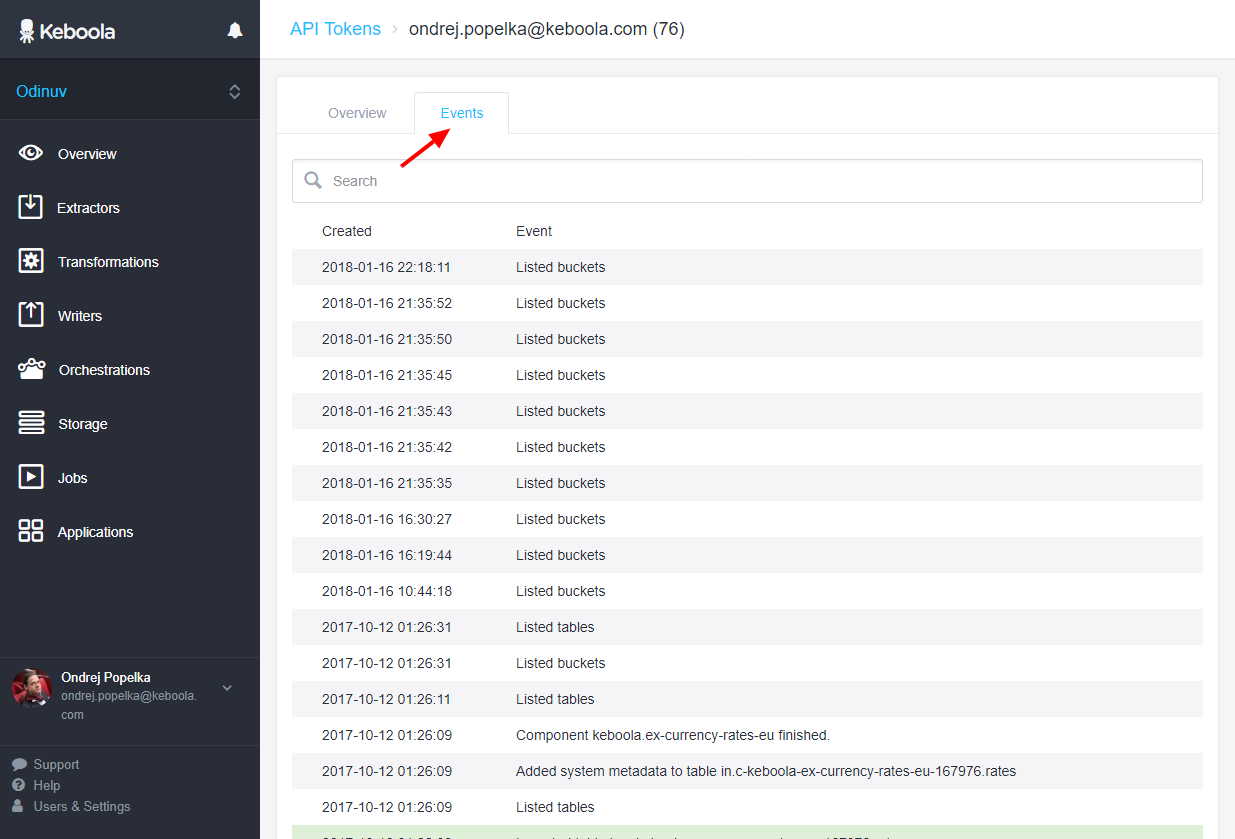 Keboola
API Tokens › ondrej.popelka@keboola.com (76)
Odinuv
Overview
Extractors
Transformations
Writers
Orchestrations
Storage
Jobs
Applications
Ondrej Popelka
ondrej.popelka@keboola.
com
Support
Help
Users & Settings
Overview Events
Search
Created Event
2018-01-16 22:18:11 Listed buckets
2018-01-16 21:35:52 Listed buckets
2018-01-16 21:35:50 Listed buckets
2018-01-16 21:35:45 Listed buckets
2018-01-16 21:35:43 Listed buckets
2018-01-16 21:35:42 Listed buckets
2018-01-16 21:35:35 Listed buckets
2018-01-16 16:30:27 Listed buckets
2018-01-16 16:19:44 Listed buckets
2018-01-16 10:44:18 Listed buckets
2017-10-12 01:26:31 Listed tables
2017-10-12 01:26:31 Listed buckets
2017-10-12 01:26:11 Listed tables
2017-10-12 01:26:09 Component keboola.ex-currency-rates-eu finished.
2017-10-12 01:26:09 Added system metadata to table in.c-keboola-ex-currency-rates-eu-167976.rates
2017-10-12 01:26:09 Listed tables